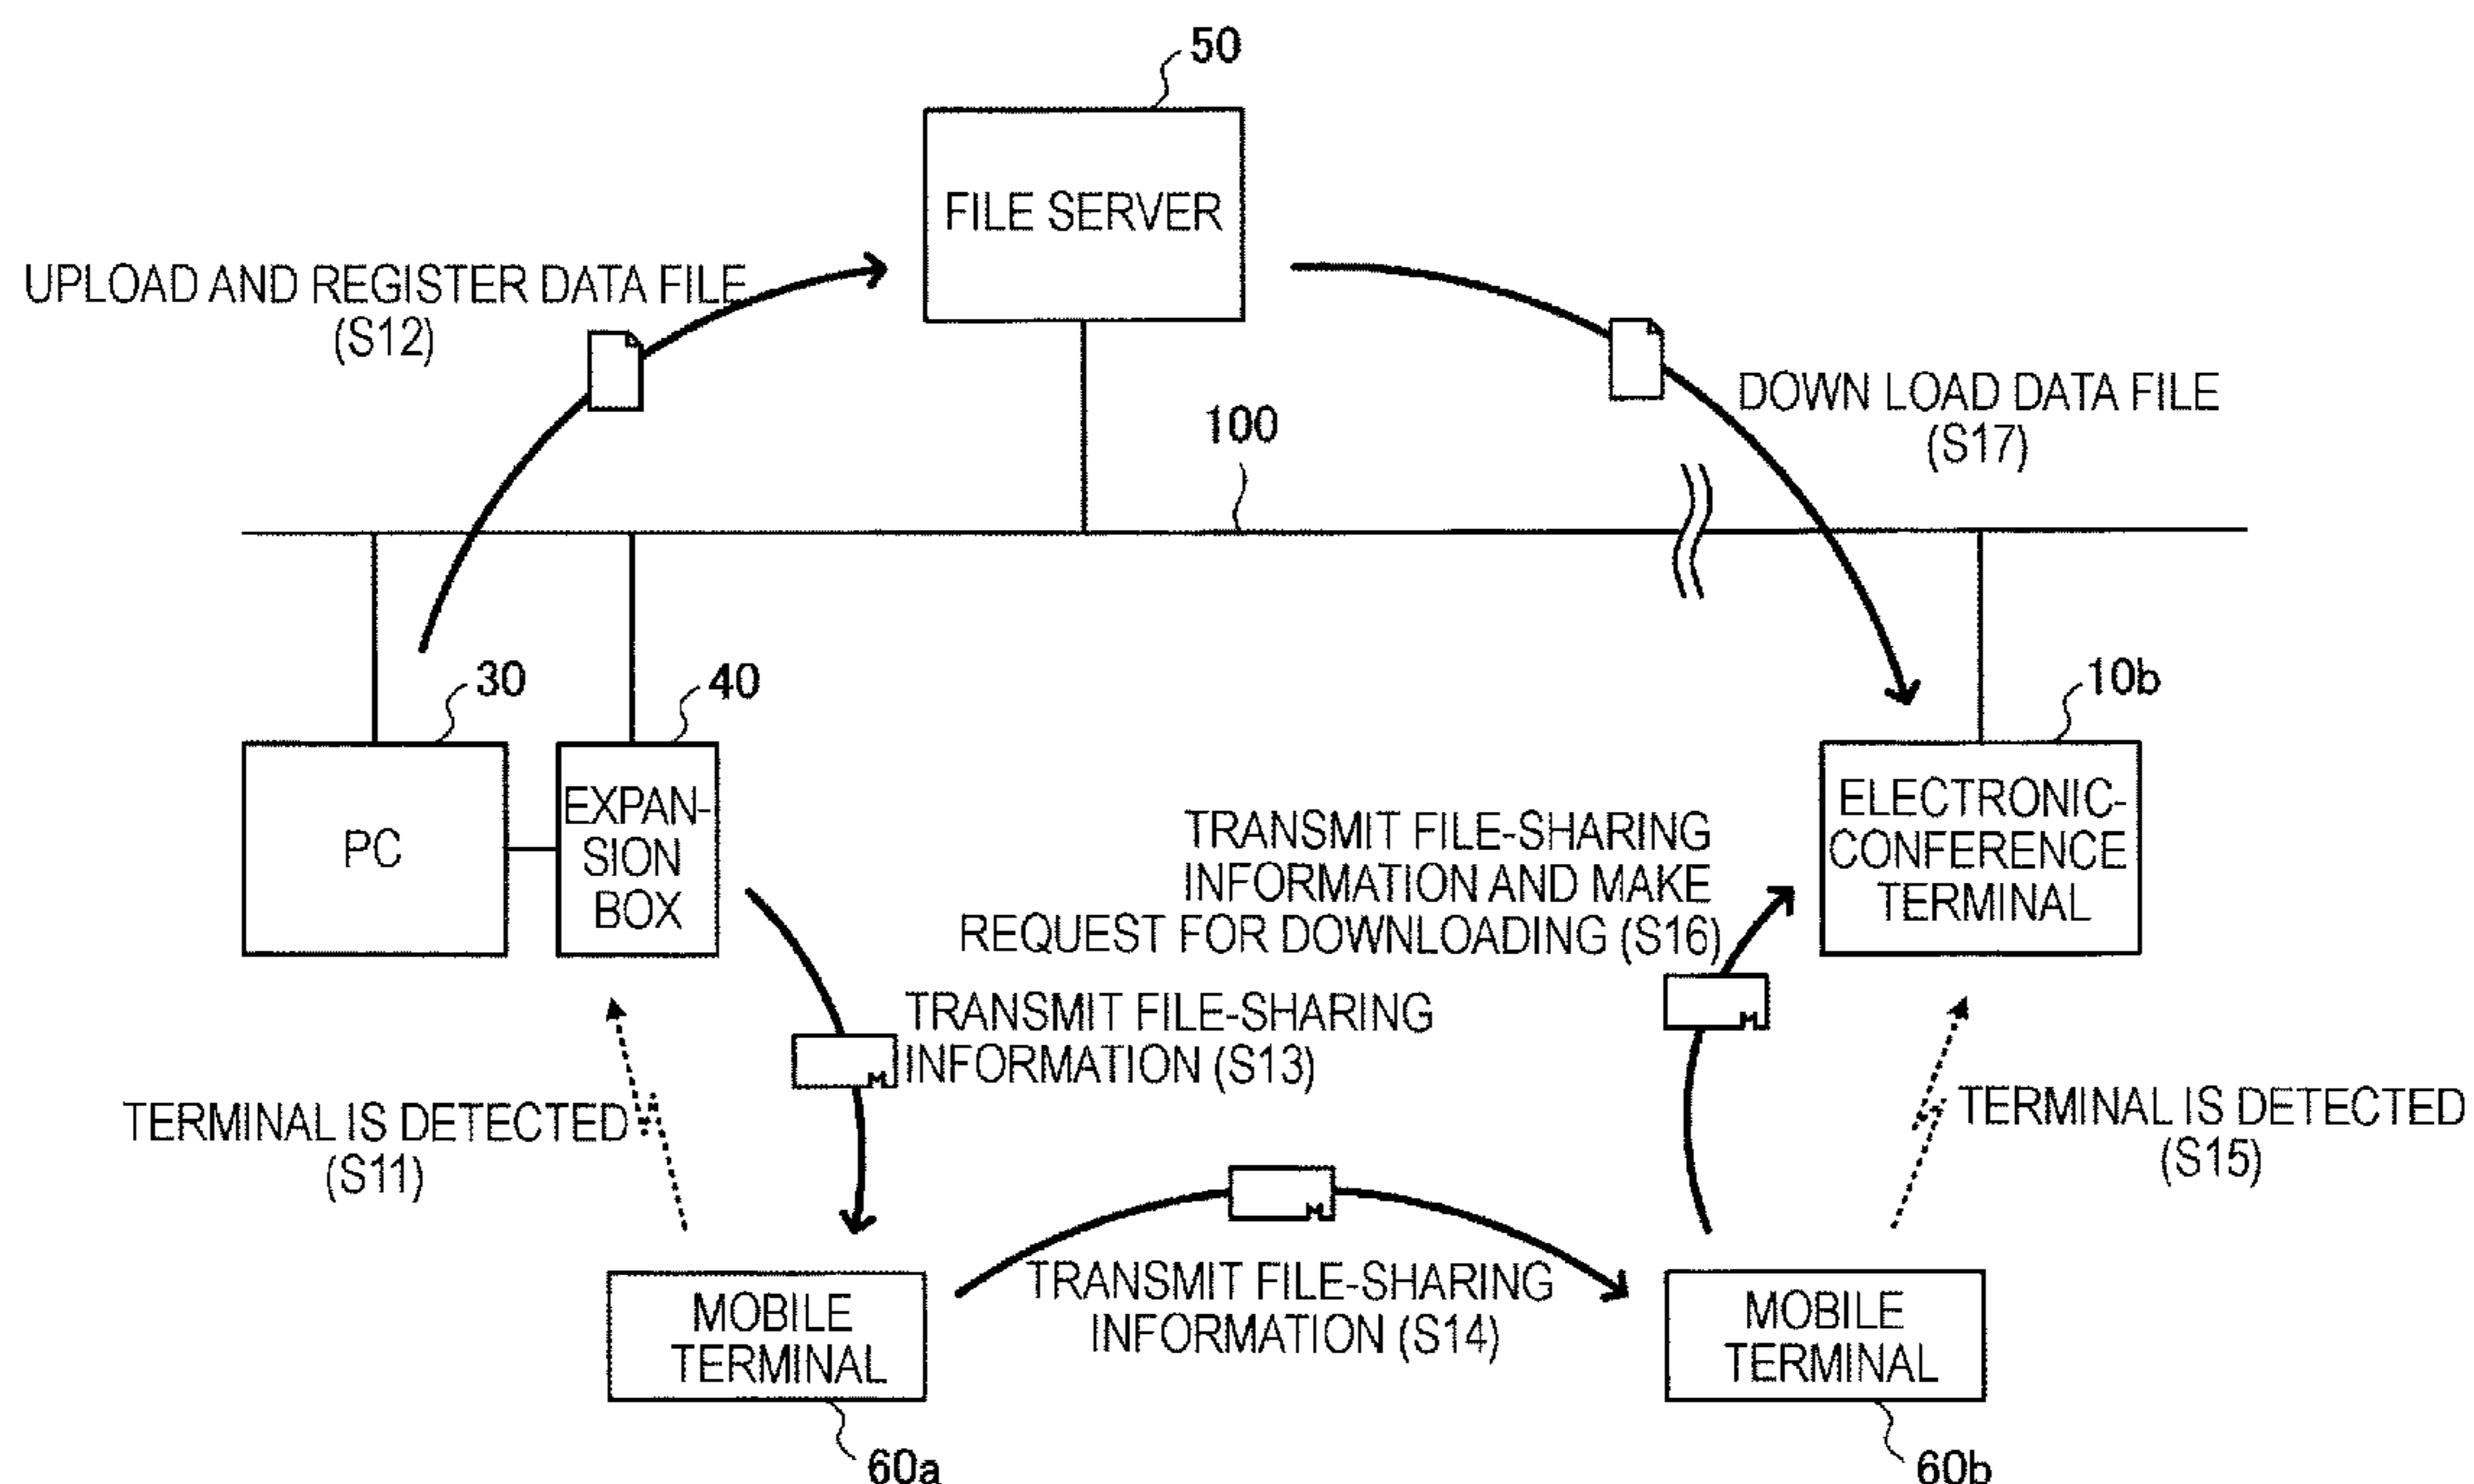 50
FILE SERVER
UPLOAD AND REGISTER DATA FILE
(S12)
DOWN LOAD DATA FILE
(S17)
100
30
40
10b
PC
EXPAN-
SION
BOX
ELECTRONIC-
CONFERENCE
TERMINAL
TRANSMIT FILE-SHARING
INFORMATION AND MAKE
REQUEST FOR DOWNLOADING (S16)
TRANSMIT FILE-SHARING
INFORMATION (S13)
TERMINAL IS DETECTED
(S11)
TERMINAL IS DETECTED
(S15)
TRANSMIT FILE-SHARING
INFORMATION (S14)
MOBILE
TERMINAL
MOBILE
TERMINAL
60a
60b